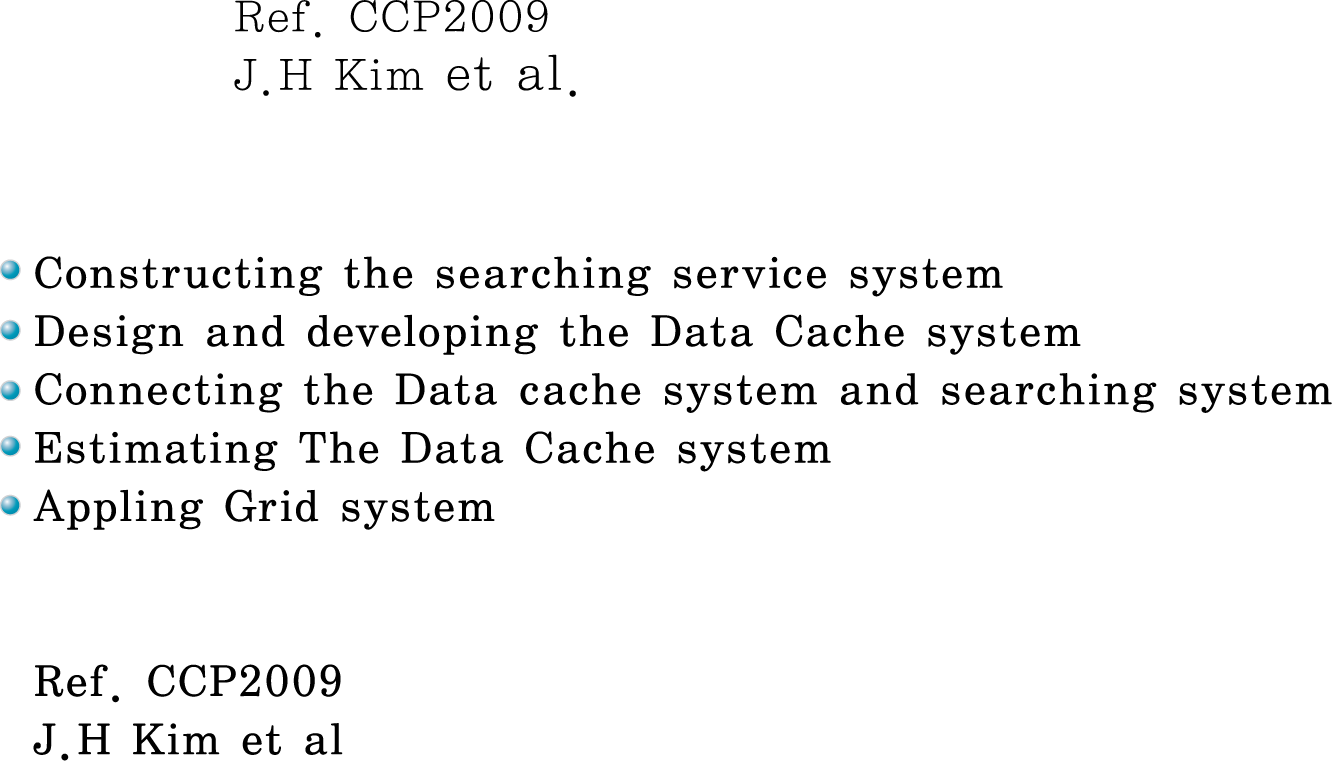 Ref. CCP2009
J.H Kim et al.
Constructing the searching service system
Design and developing the Data Cache system
Connecting the Data cache system and searching system
Estimating The Data Cache system
Appling Grid system
Ref. CCP2009
J.H Kim et al